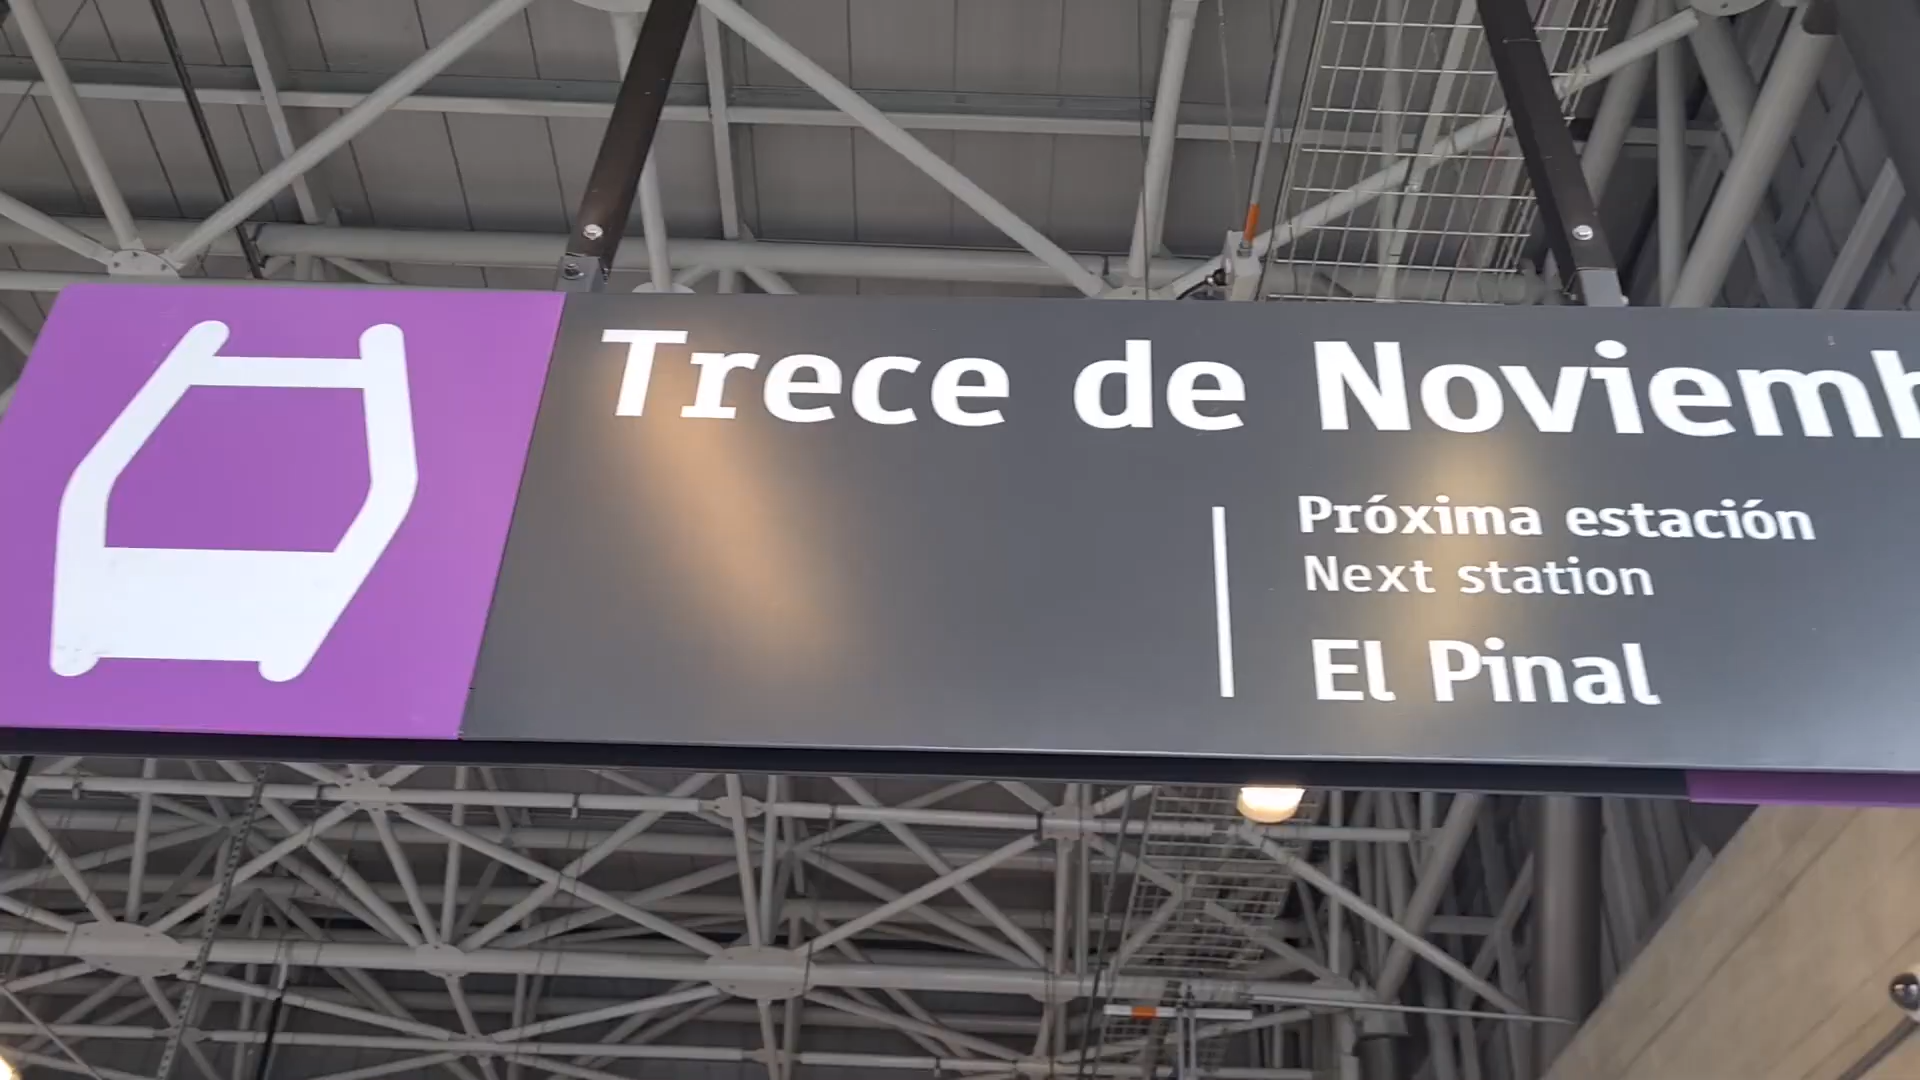 Trece de Noviemb
Próxima estación
Next station
El Pinal